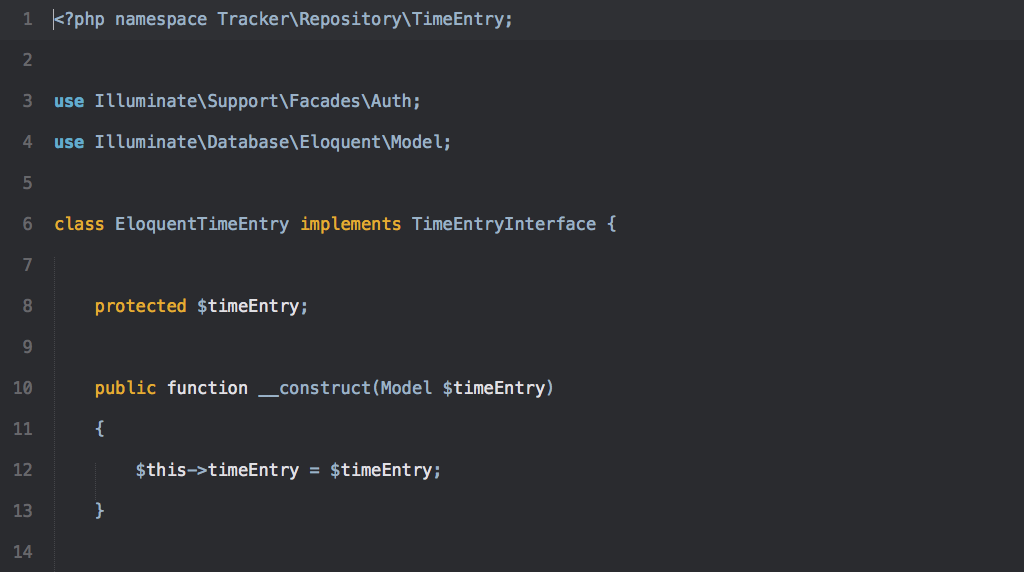 1 <?php namespace Tracker\Repository\TimeEntry;
2
3 use Illuminate\Support\Facades\Auth;
4 use Illuminate\Database\Eloquent\Model;
5
6 class EloquentTimeEntry implements TimeEntryInterface {
7
8     protected $timeEntry;
9
10     public function __construct(Model $timeEntry)
11     {
12         $this->timeEntry = $timeEntry;
13     }
14